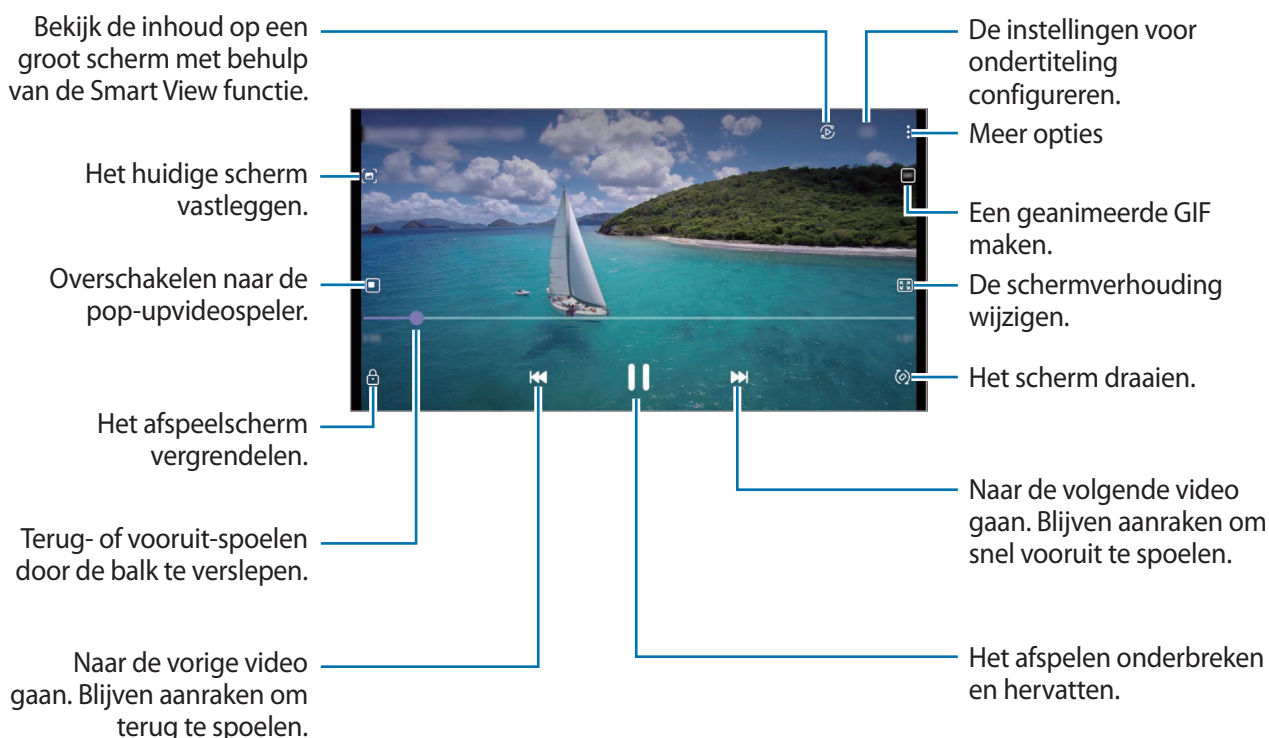 Bekijk de inhoud op een
groot scherm met behulp
van de Smart View functie.
Het huidige scherm
vastleggen.
Overschakelen naar de
pop-upvideospeler.
Het afspeelscherm
vergrendelen.
Terug- of vooruit-spoelen
door de balk te verslepen.
Naar de vorige video
gaan. Blijven aanraken om
terug te spoelen.
De instellingen voor
ondertiteling
configureren.
Meer opties
Een geanimeerde GIF
maken.
De schermverhouding
wijzigen.
Het scherm draaien.
Naar de volgende video
gaan. Blijven aanraken om
snel vooruit te spoelen.
Het afspelen onderbreken
en hervatten.